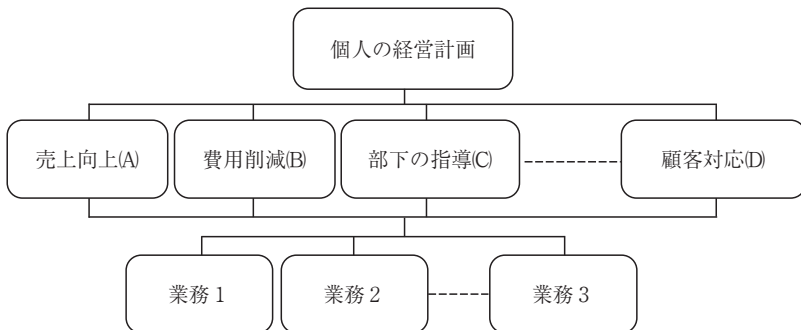 個人の経営計画
売上向上(A)
費用削減(B)
部下の指導(C)
顧客対応(D)
業務1
業務2
業務3